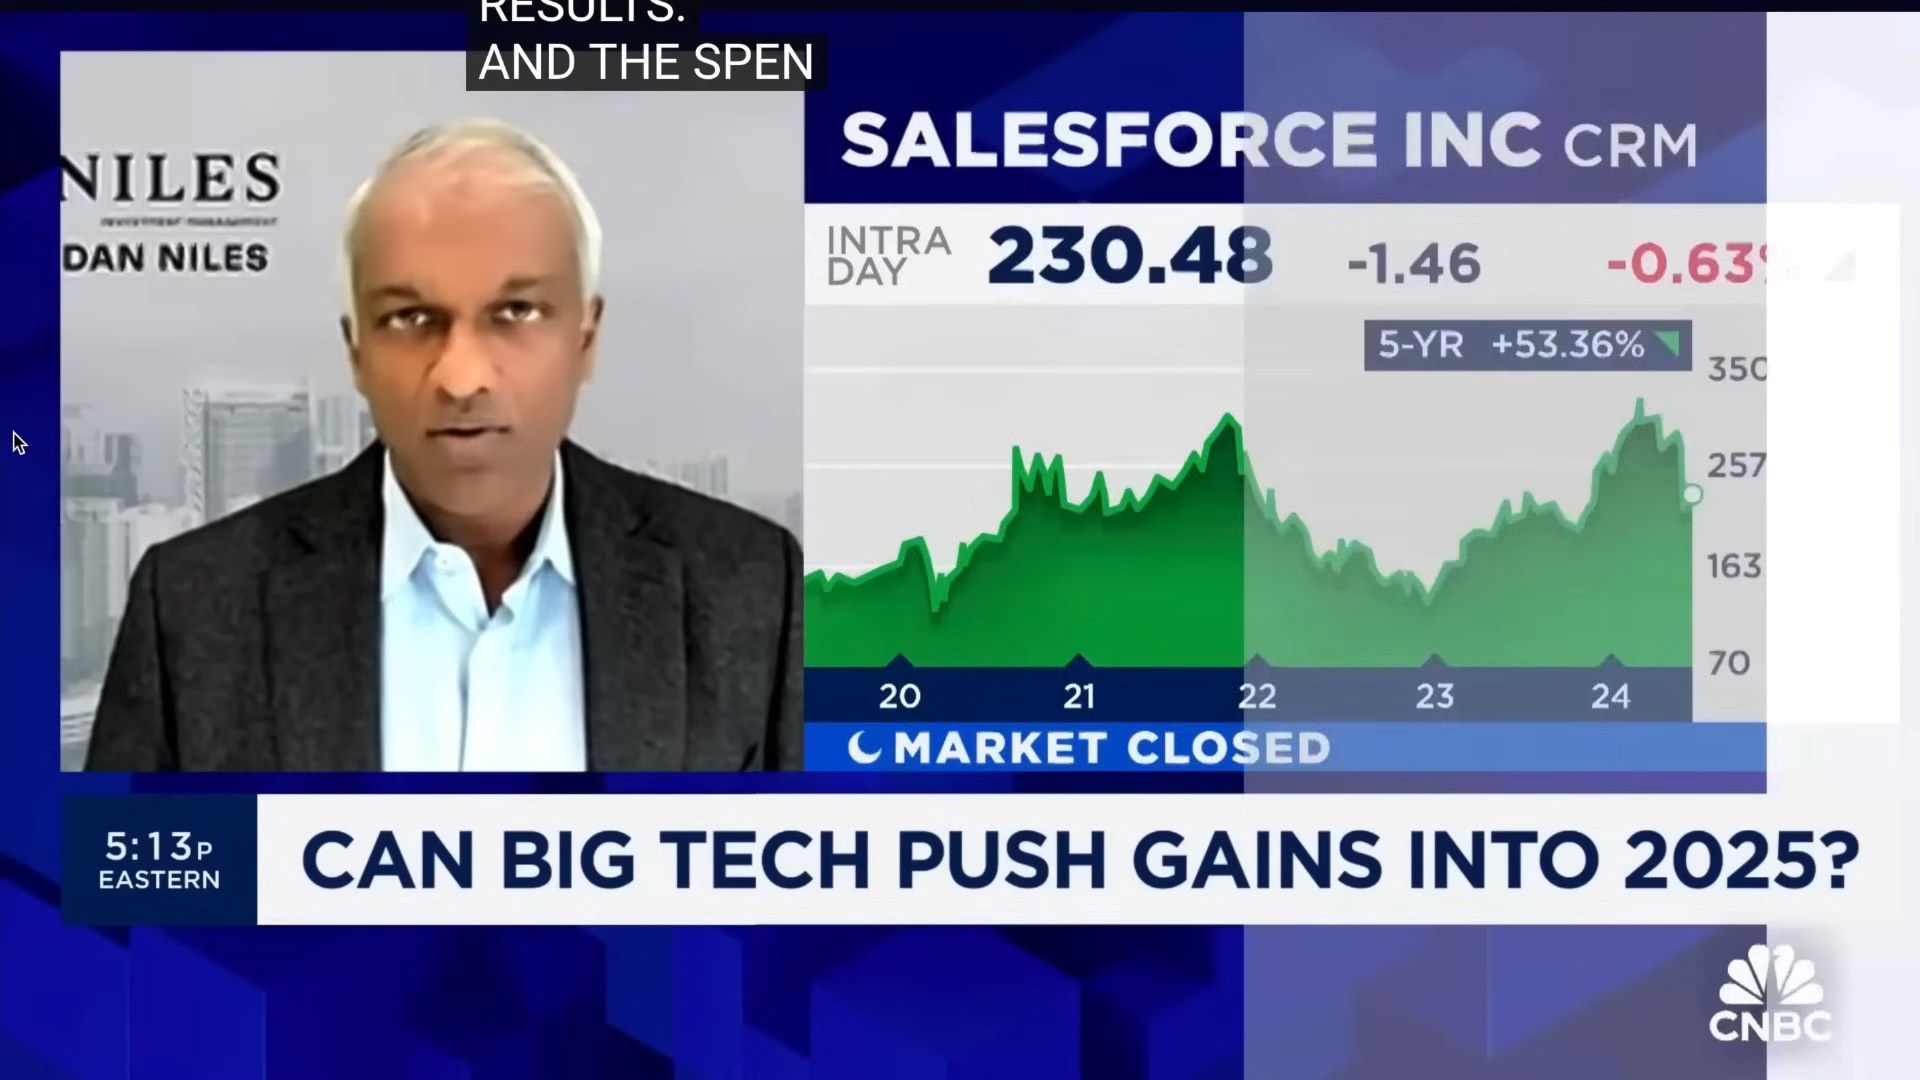 RESULTS.
AND THE SPEN
NILES
INVESTMENT MANAGEMENT
DAN NILES
SALESFORCE INC CRM
INTRA DAY 230.48 -1.46 -0.63%
5-YR +53.36%
350
257
163
70
20 21 22 23 24
MARKET CLOSED
5:13P
EASTERN
CAN BIG TECH PUSH GAINS INTO 2025?
CNBC